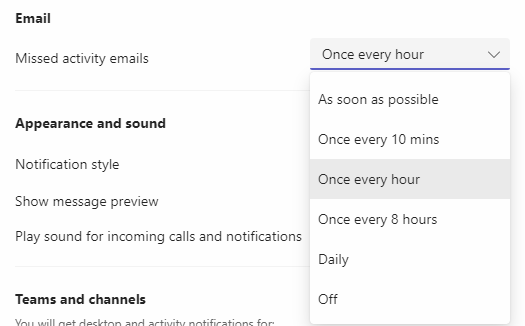 Email
Missed activity emails
Once every hour
As soon as possible
Appearance and sound
Once every 10 mins
Notification style
Once every hour
Show message preview
Once every 8 hours
Play sound for incoming calls and notifications
Daily
Teams and channels
Off
You will get desktop and activity notifications for: